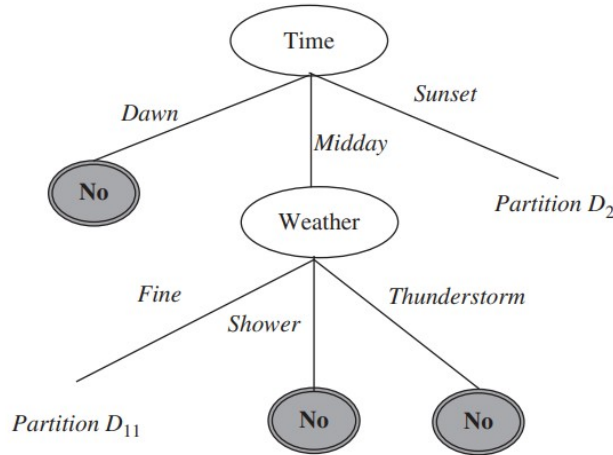 Time
Dawn
Midday
Sunset
No
Partition D2
Weather
Fine
Shower
Thunderstorm
Partition D11
No
No